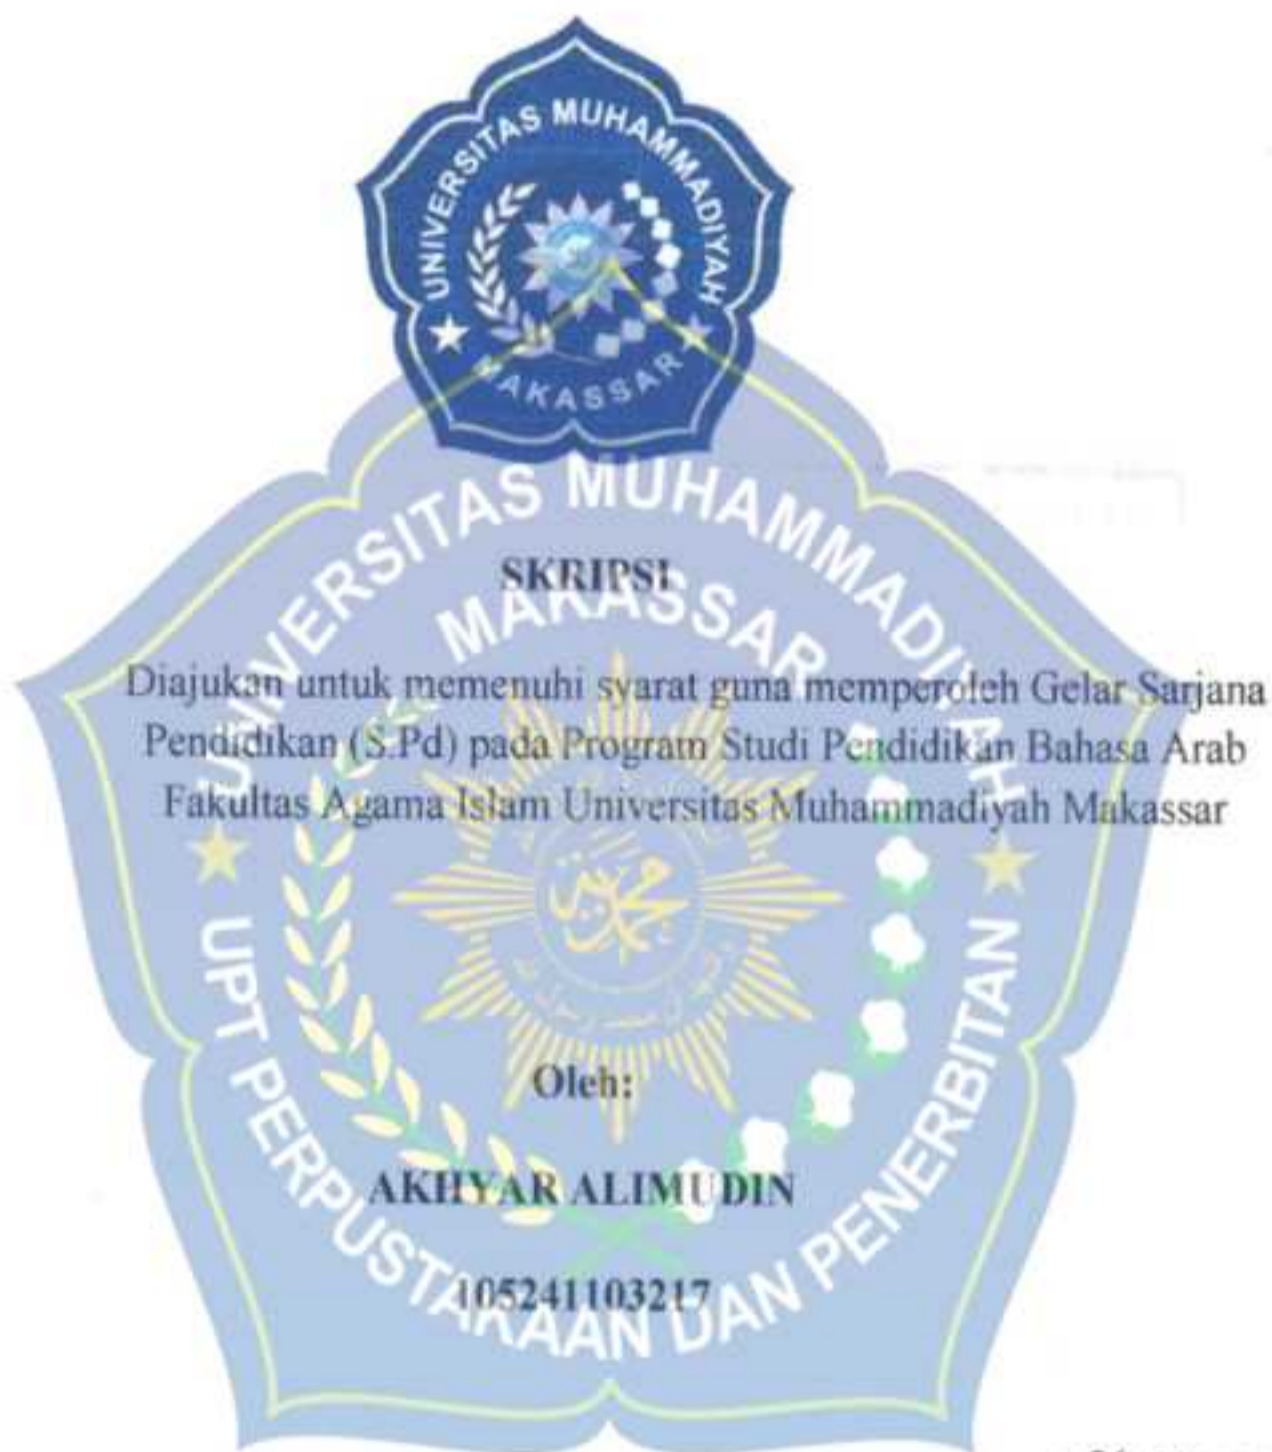 UNIVERSITAS MUHAMMADIYAH
MAKASSAR
SKRIPSI
Diajukan untuk memenuhi syarat guna memperoleh Gelar Sarjana
Pendidikan (S.Pd) pada Program Studi Pendidikan Bahasa Arab
Fakultas Agama Islam Universitas Muhammadiyah Makassar
Oleh:
AKHYAR ALIMUDIN
105241103217
UNIVERSITAS MUHAMMADIYAH
MAKASSAR
محمدية
UPT PERPUSTAKAAN DAN PENERBITAN